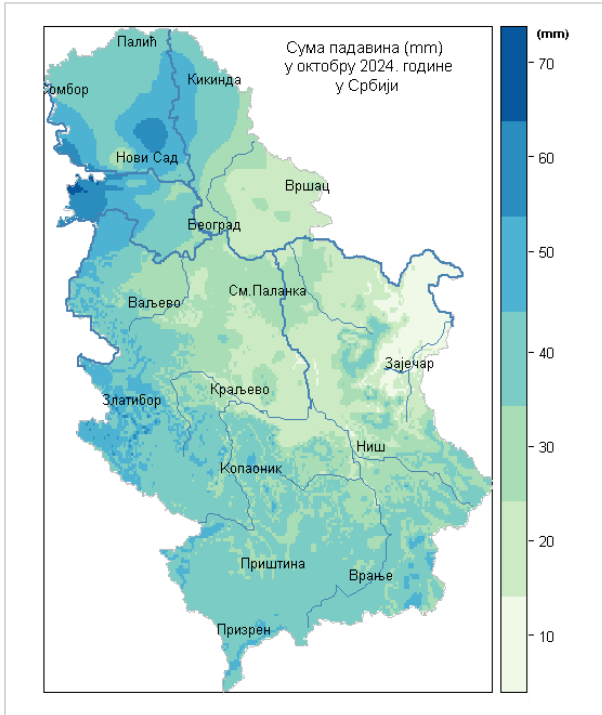 Сума падавина (mm)
у октобру 2024. године
у Србији
(mm)
70
60
50
40
30
20
10
Палић
Кикинда
Сомбор
Нови Сад
Вршац
Београд
См.Паланка
Ваљево
Зајечар
Краљево
Златибор
Ниш
Копаоник
Приштина
Врање
Призрен